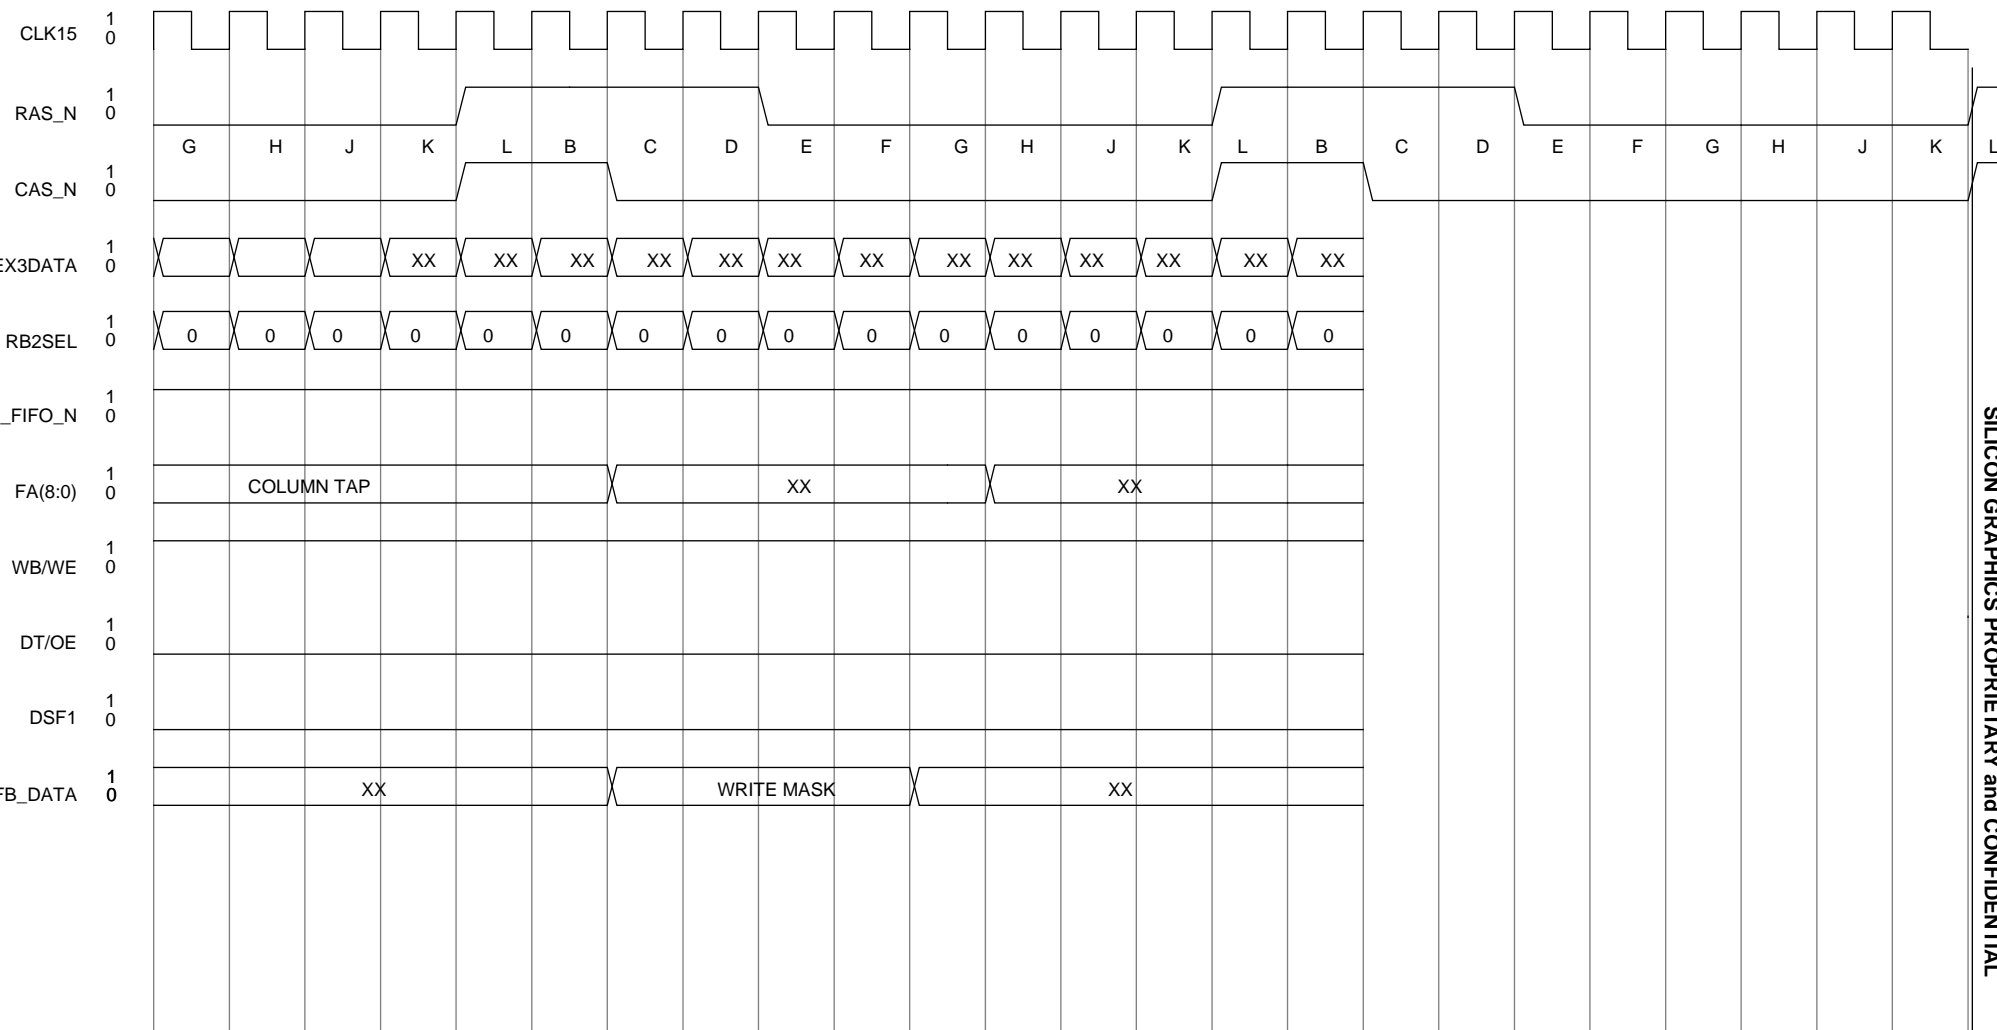 CLK15 1
0
RAS_N 1
0
G H J K L B C D E F G H J K L B C D E F G H J K L
CAS_N 1
0
EX3DATA 1
0
XX XX XX XX XX XX XX XX XX XX XX XX XX
RB2SEL 1
0
0 0 0 0 0 0 0 0 0 0 0 0 0 0 0 0
_FIFO_N 1
0
FA(8:0) 1
0
COLUMN TAP XX XX
WB/WE 1
0
DT/OE 1
0
DSF1 1
0
FB_DATA 1
0
XX WRITE MASK XX
SILICON GRAPHICS PROPRIETARY and CONFIDENTIAL